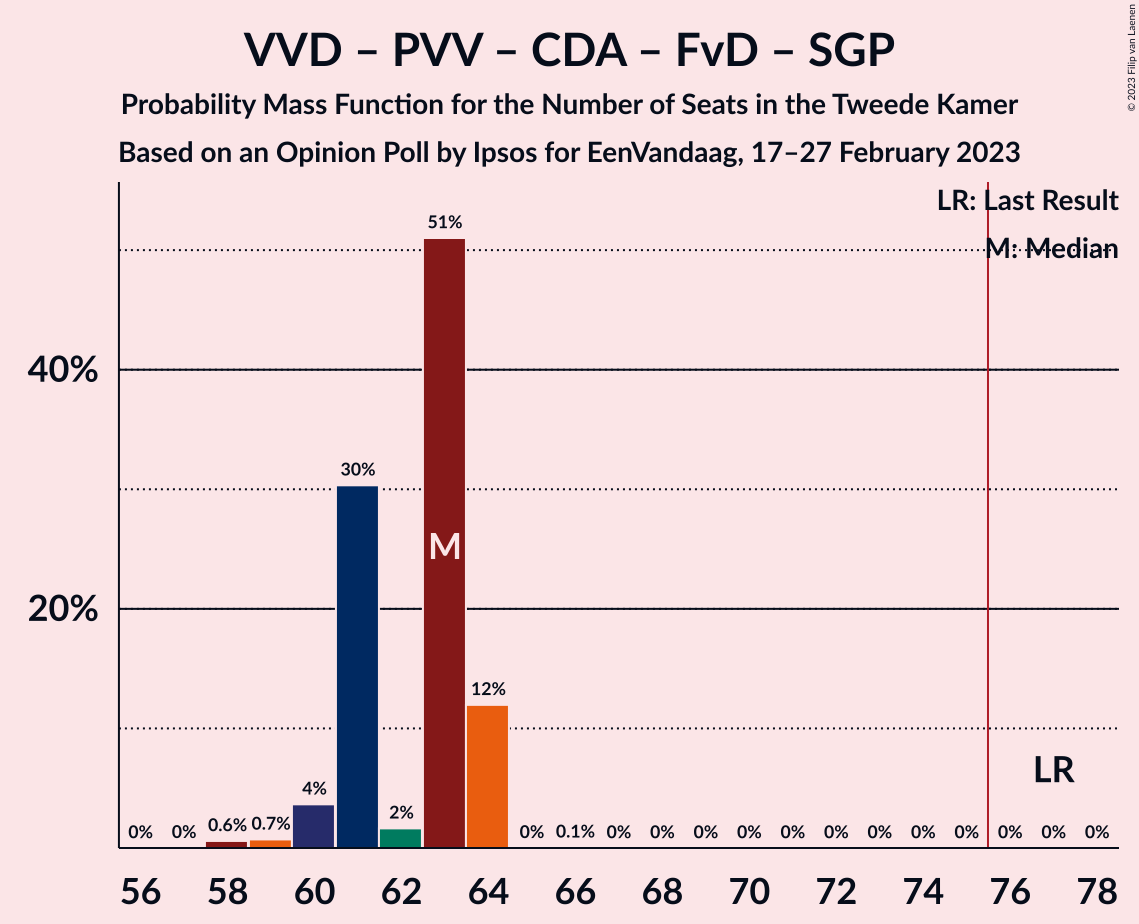 VVD – PVV – CDA – FvD – SGP
Probability Mass Function for the Number of Seats in the Tweede Kamer
Based on an Opinion Poll by Ipsos for EenVandaag, 17–27 February 2023
© 2023 Filip van Laenen
LR: Last Result
M: Median
51%
40%
30%
M
20%
12%
LR
4%
2%
0% 0% 0.6% 0.7% 0% 0.1% 0% 0% 0% 0% 0% 0% 0% 0% 0% 0% 0% 0%
56 58 60 62 64 66 68 70 72 74 76 78